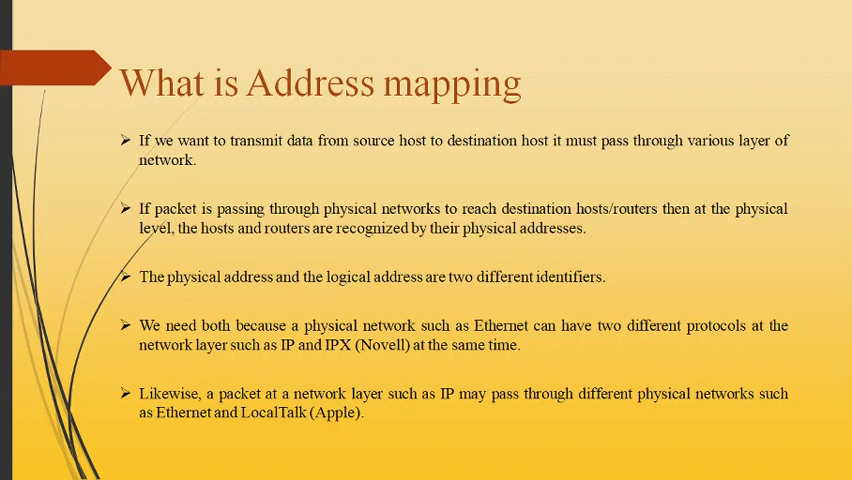 What is Address mapping
If we want to transmit data from source host to destination host it must pass through various layer of
network.
If packet is passing through physical networks to reach destination hosts/routers then at the physical
level, the hosts and routers are recognized by their physical addresses.
The physical address and the logical address are two different identifiers.
We need both because a physical network such as Ethernet can have two different protocols at the
network layer such as IP and IPX (Novell) at the same time.
Likewise, a packet at a network layer such as IP may pass through different physical networks such
as Ethernet and LocalTalk (Apple).